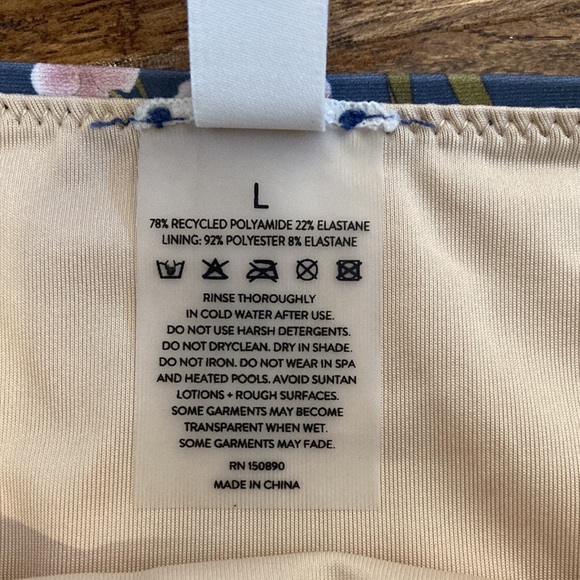 L
78% RECYCLED POLYAMIDE 22% ELASTANE
LINING: 92% POLYESTER 8% ELASTANE
RINSE THOROUGHLY
IN COLD WATER AFTER USE.
DO NOT USE HARSH DETERGENTS.
DO NOT DRYCLEAN. DRY IN SHADE.
DO NOT IRON. DO NOT WEAR IN SPA
AND HEATED POOLS. AVOID SUNTAN
LOTIONS + ROUGH SURFACES.
SOME GARMENTS MAY BECOME
TRANSPARENT WHEN WET.
SOME GARMENTS MAY FADE.
RN 150890
MADE IN CHINA